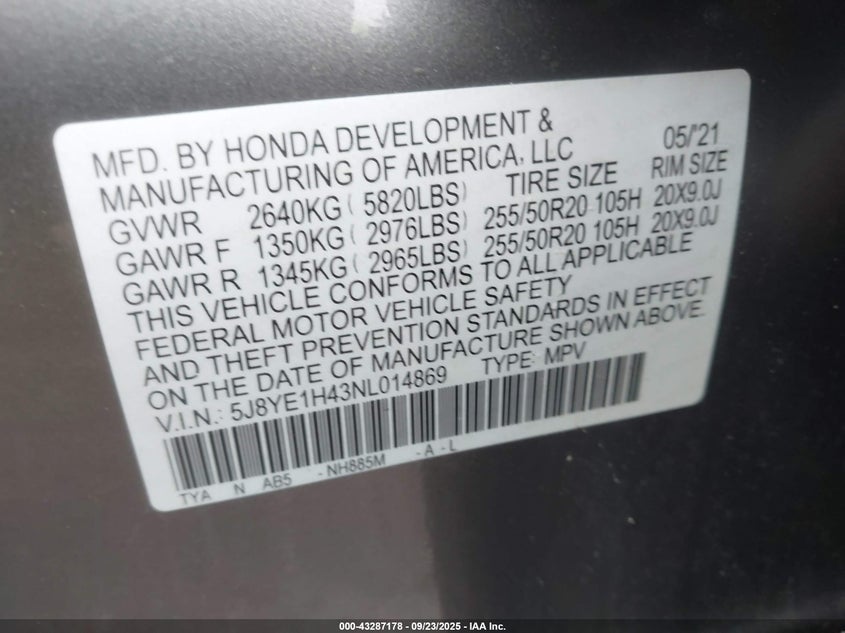 MFD. BY HONDA DEVELOPMENT & 05/'21
MANUFACTURING OF AMERICA, LLC
GVWR 2640KG ( 5820LBS) TIRE SIZE RIM SIZE
GAWR F 1350KG ( 2976LBS) 255/50R20 105H 20X9.0J
GAWR R 1345KG ( 2965LBS) 255/50R20 105H 20X9.0J
THIS VEHICLE CONFORMS TO ALL APPLICABLE
FEDERAL MOTOR VEHICLE SAFETY
AND THEFT PREVENTION STANDARDS IN EFFECT
ON THE DATE OF MANUFACTURE SHOWN ABOVE.
V.I.N.: 5J8YE1H43NL014869 TYPE: MPV
TYA N AB5 - NH885M - A - L
000-43287178 - 09/23/2025 - IAA Inc.